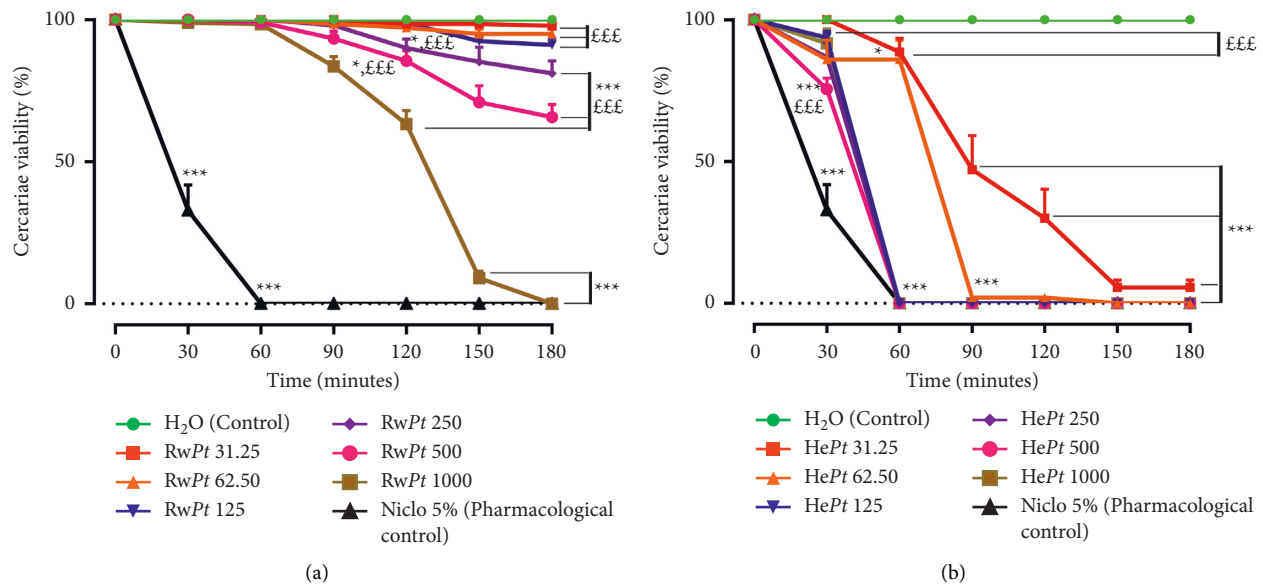 100
50
0
Cercariae viability (%)
*,£££
*,£££
£££
***
£££
***
***
***
0 30 60 90 120 150 180
Time (minutes)
H₂O (Control)
RwPt 31.25
RwPt 62.50
RwPt 125
RwPt 250
RwPt 500
RwPt 1000
Niclo 5% (Pharmacological
control)
(a)
100
50
0
Cercariae viability (%)
*
£££
***
£££
***
***
***
***
0 30 60 90 120 150 180
Time (minutes)
H₂O (Control)
HePt 31.25
HePt 62.50
HePt 125
HePt 250
HePt 500
HePt 1000
Niclo 5% (Pharmacological
control)
(b)